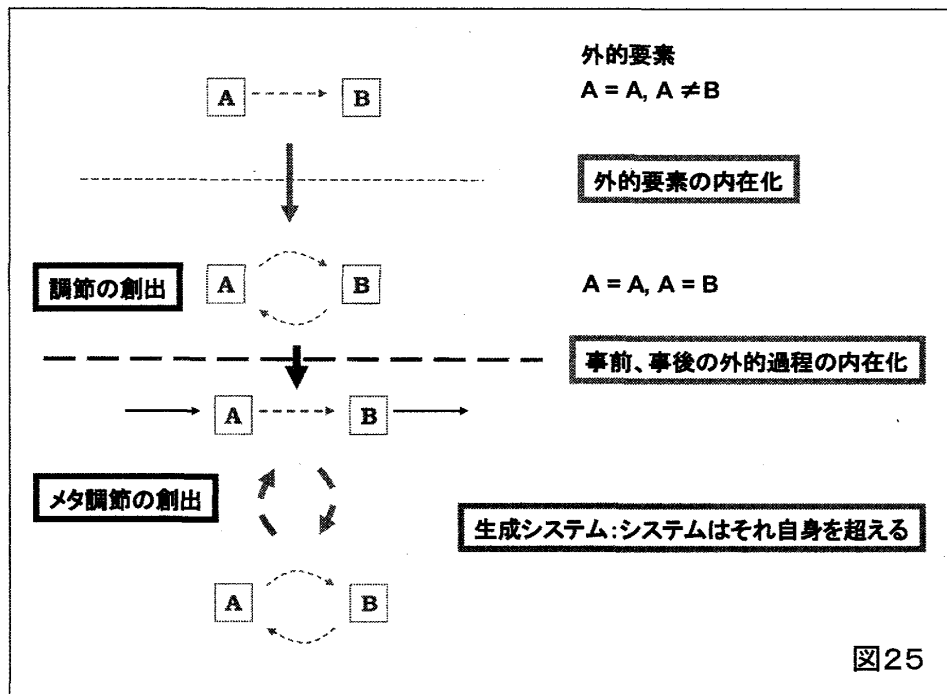 外的要素
A B A = A, A ≠ B
外的要素の内在化
調節の創出 A B A = A, A = B
事前、事後の外的過程の内在化
A B
メタ調節の創出
生成システム:システムはそれ自身を超える
A B
図25